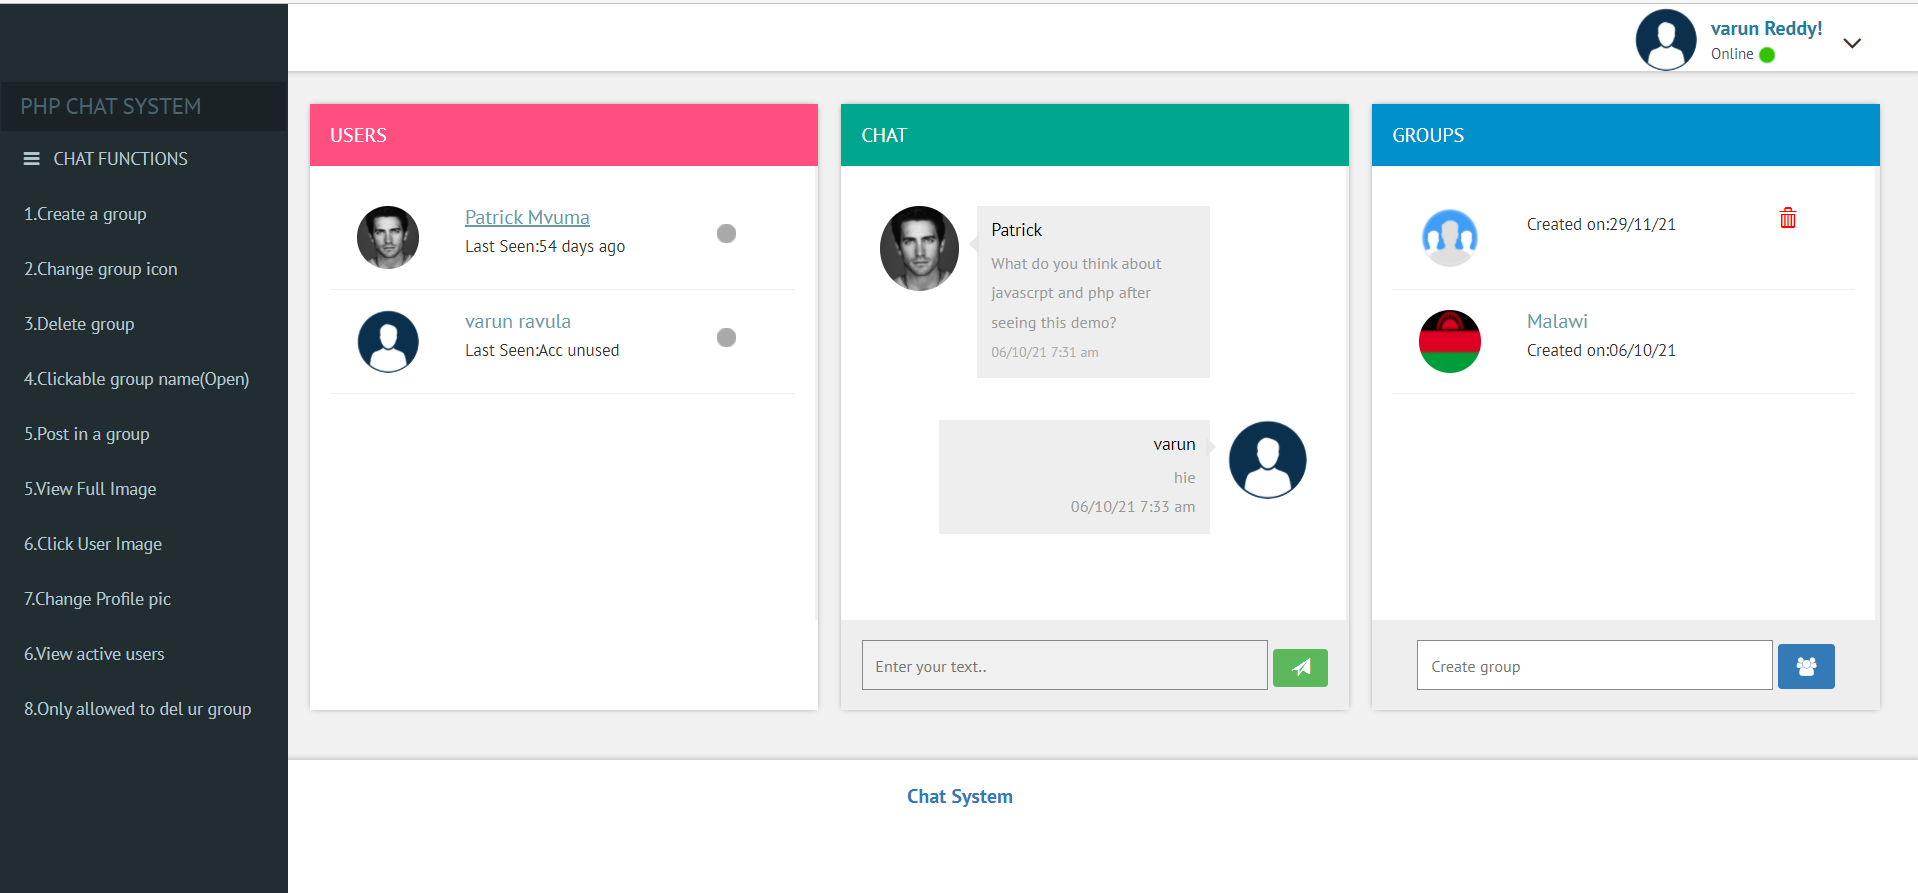 varun Reddy!
Online
PHP CHAT SYSTEM
CHAT FUNCTIONS
1.Create a group
2.Change group icon
3.Delete group
4.Clickable group name(Open)
5.Post in a group
5.View Full Image
6.Click User Image
7.Change Profile pic
6.View active users
8.Only allowed to del ur group
USERS
Patrick Mvuma
Last Seen:54 days ago
varun ravula
Last Seen:Acc unused
CHAT
Patrick
What do you think about
javascrpt and php after
seeing this demo?
06/10/21 7:31 am
varun
hie
06/10/21 7:33 am
Enter your text..
GROUPS
Created on:29/11/21
Malawi
Created on:06/10/21
Create group
Chat System